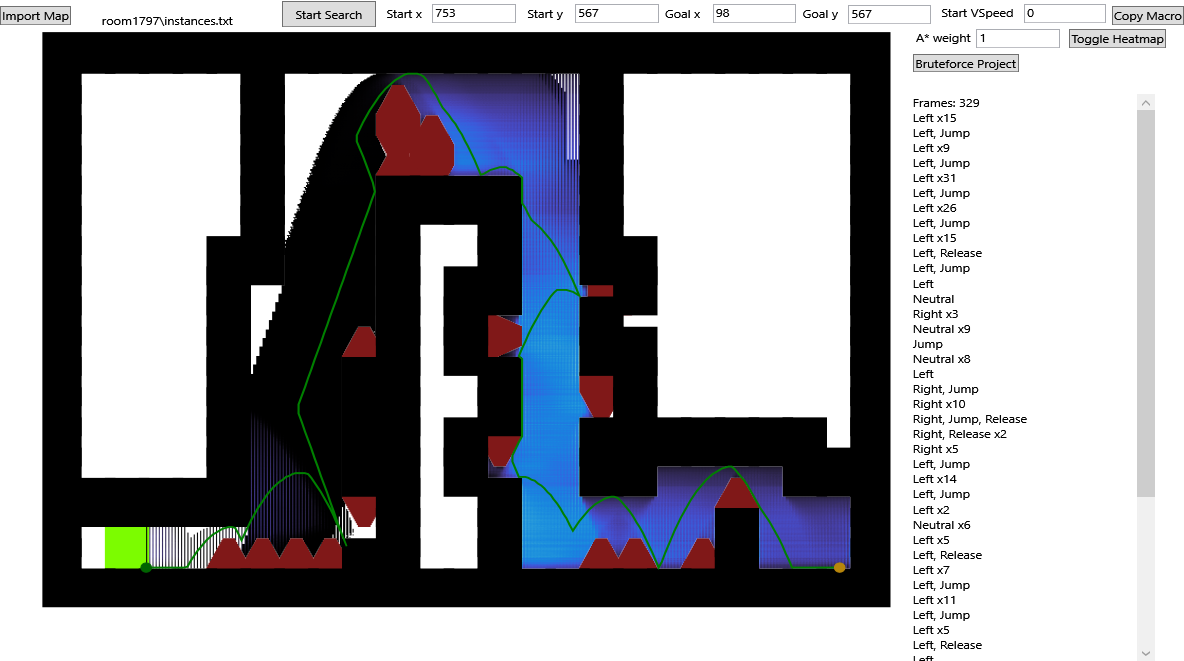 Import Map
room1797\instances.txt
Start Search
Start x 753
Start y 567
Goal x 98
Goal y 567
Start VSpeed 0
Copy Macro
A* weight 1
Toggle Heatmap
Bruteforce Project
Frames: 329
Left x15
Left, Jump
Left x9
Left, Jump
Left x31
Left, Jump
Left x26
Left, Jump
Left x15
Left, Release
Left, Jump
Left
Neutral
Right x3
Neutral x9
Jump
Neutral x8
Left
Right, Jump
Right x10
Right, Jump, Release
Right, Release x2
Right x5
Left, Jump
Left x14
Left, Jump
Left x2
Neutral x6
Left x5
Left, Release
Left x7
Left, Jump
Left x11
Left, Jump
Left x5
Left, Release
Left